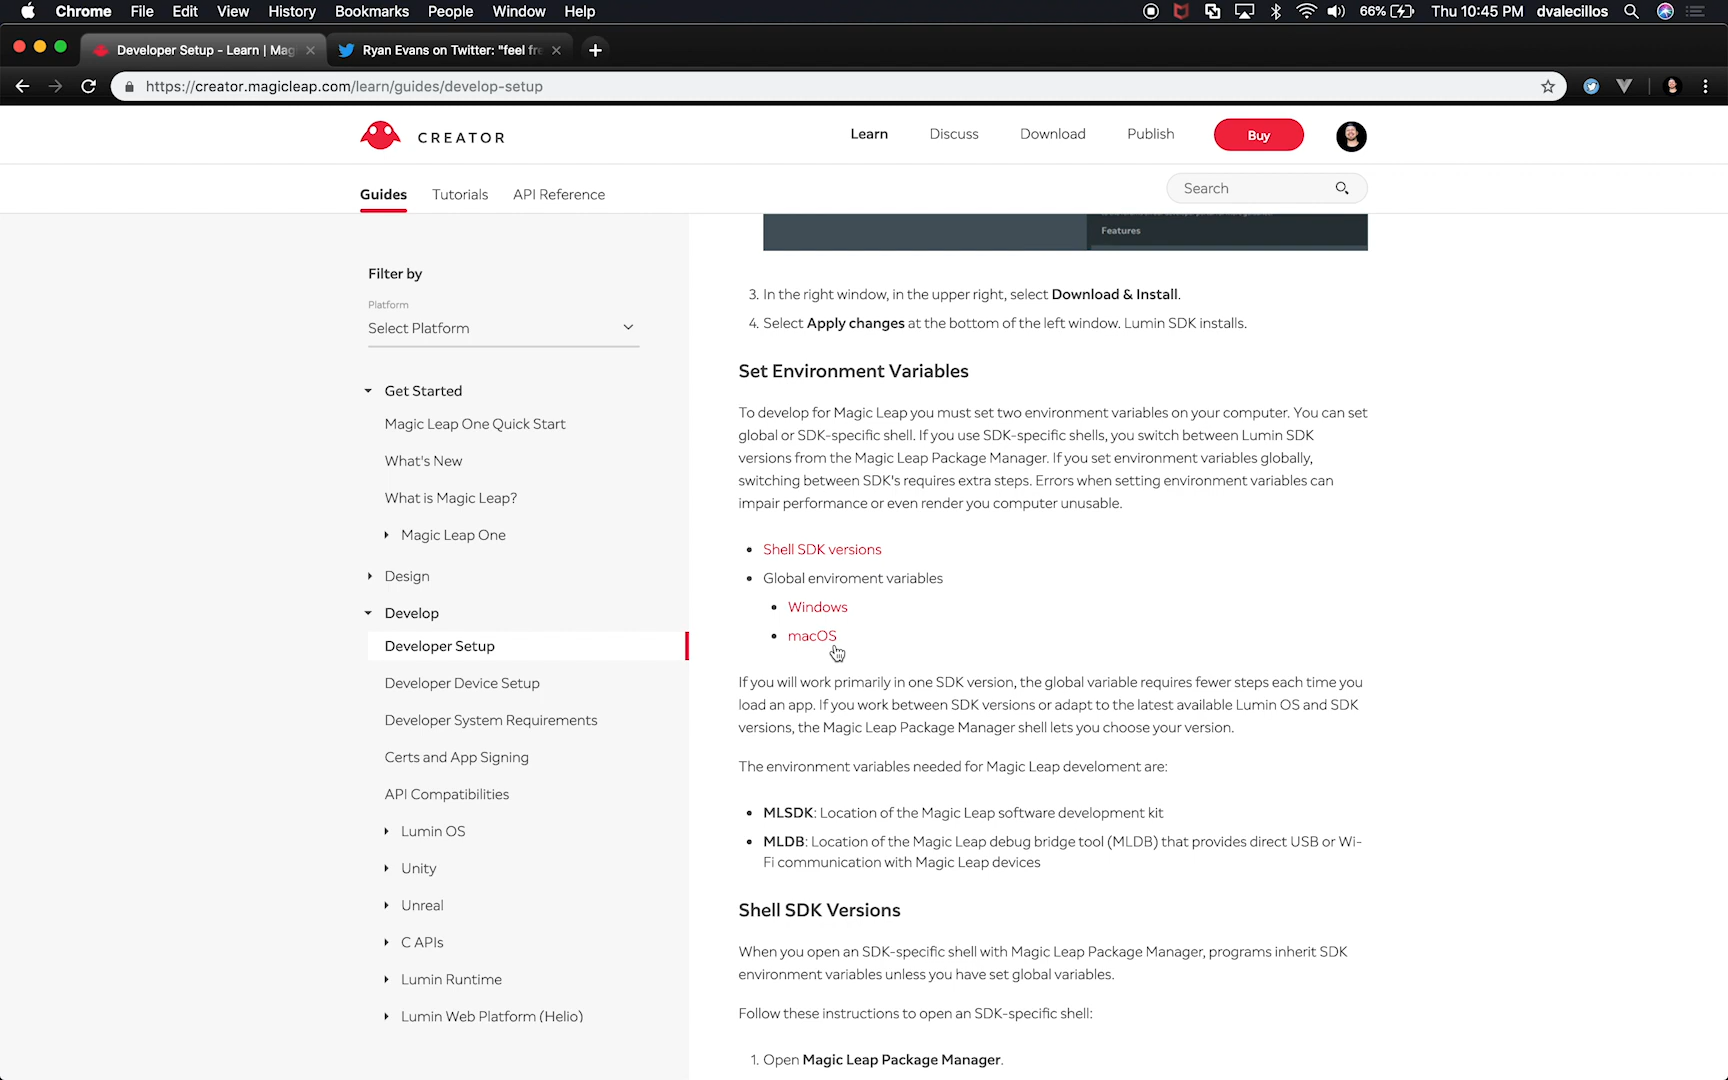 Chrome File Edit View History Bookmarks People Window Help 66% Thu 10:45 PM dvalecillos
Developer Setup - Learn | Mag Ryan Evans on Twitter: "feel fre
https://creator.magicleap.com/learn/guides/develop-setup
CREATOR Learn Discuss Download Publish Buy
Guides Tutorials API Reference Search
Features
Filter by
Platform
Select Platform
Get Started
Magic Leap One Quick Start
What's New
What is Magic Leap?
Magic Leap One
Design
Develop
Developer Setup
Developer Device Setup
Developer System Requirements
Certs and App Signing
API Compatibilities
Lumin OS
Unity
Unreal
C APIs
Lumin Runtime
Lumin Web Platform (Helio)
3. In the right window, in the upper right, select Download & Install.
4. Select Apply changes at the bottom of the left window. Lumin SDK installs.
Set Environment Variables
To develop for Magic Leap you must set two environment variables on your computer. You can set
global or SDK-specific shell. If you use SDK-specific shells, you switch between Lumin SDK
versions from the Magic Leap Package Manager. If you set environment variables globally,
switching between SDK's requires extra steps. Errors when setting environment variables can
impair performance or even render you computer unusable.
• Shell SDK versions
• Global enviroment variables
• Windows
• macOS
If you will work primarily in one SDK version, the global variable requires fewer steps each time you
load an app. If you work between SDK versions or adapt to the latest available Lumin OS and SDK
versions, the Magic Leap Package Manager shell lets you choose your version.
The environment variables needed for Magic Leap develoment are:
• MLSDK: Location of the Magic Leap software development kit
• MLDB: Location of the Magic Leap debug bridge tool (MLDB) that provides direct USB or Wi-
Fi communication with Magic Leap devices
Shell SDK Versions
When you open an SDK-specific shell with Magic Leap Package Manager, programs inherit SDK
environment variables unless you have set global variables.
Follow these instructions to open an SDK-specific shell:
1. Open Magic Leap Package Manager.